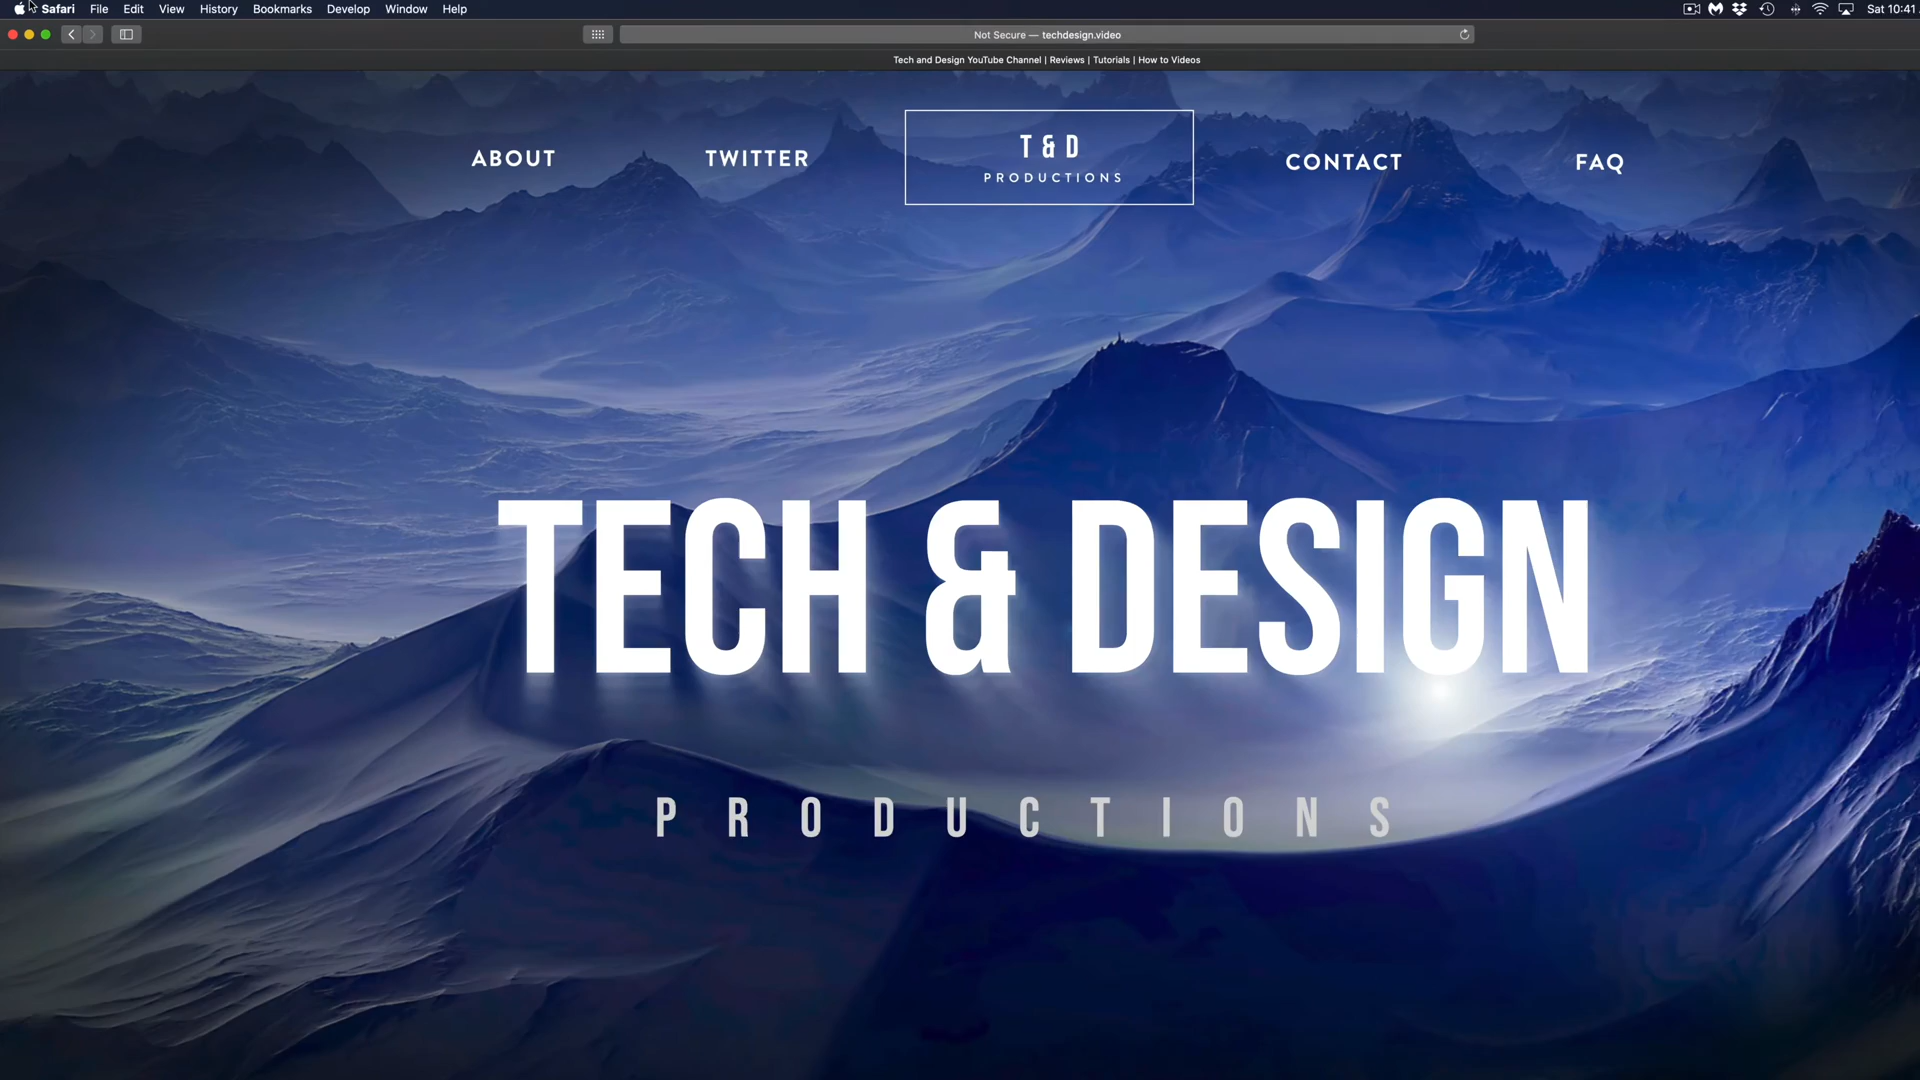 Safari File Edit View History Bookmarks Develop Window Help Sat 10:41
Not Secure — techdesign.video
Tech and Design YouTube Channel | Reviews | Tutorials | How to Videos
ABOUT TWITTER T & D CONTACT FAQ
PRODUCTIONS
TECH & DESIGN
PRODUCTIONS